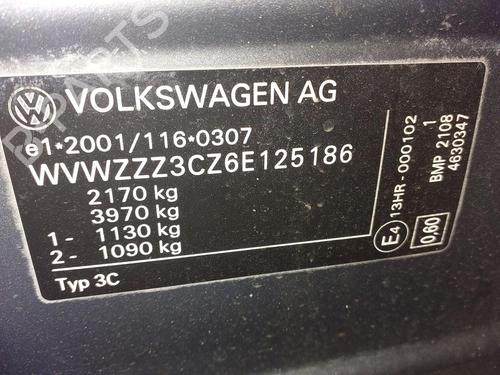 VOLKSWAGEN AG
e1*2001/116*0307
WVWZZZ3CZ6E125186
2170 kg
3970 kg
1- 1130 kg
2- 1090 kg
Typ 3C
E4
13HR-000102
BMP 2108 1
4630347
0,60
B-PARTS